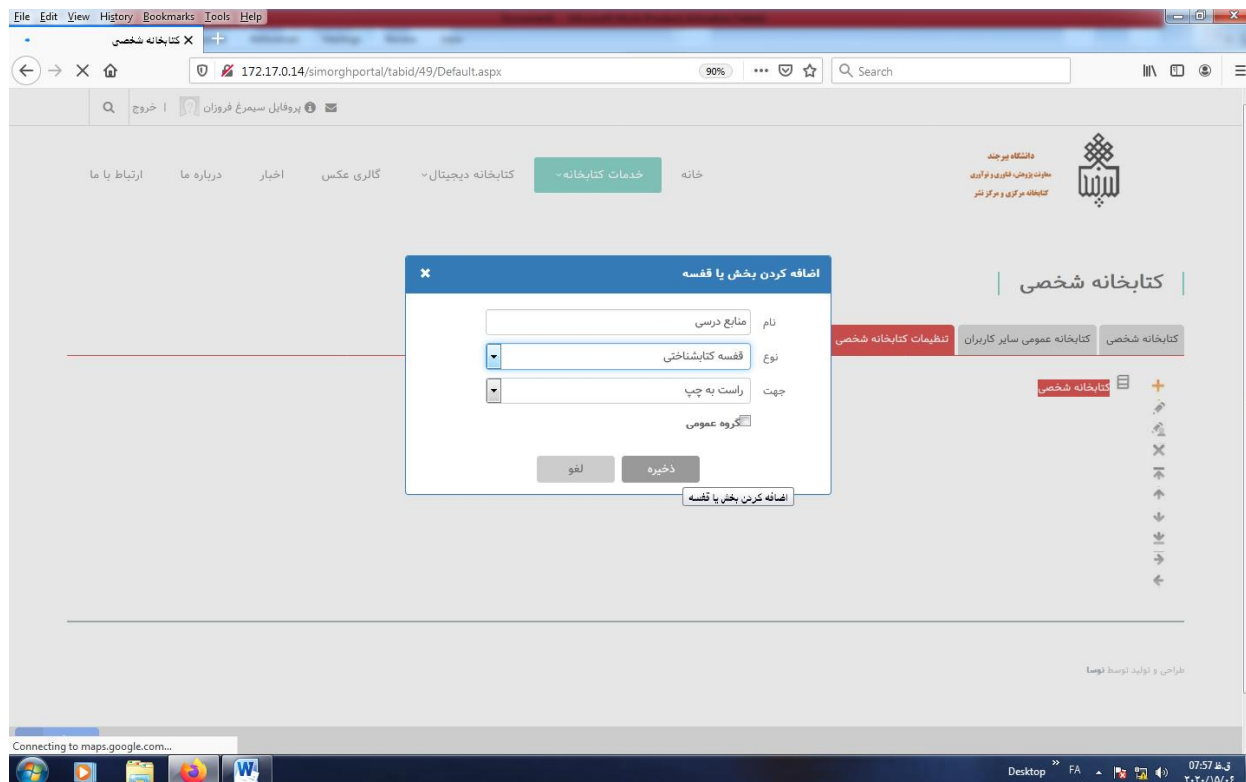 File Edit View History Bookmarks Tools Help
کتابخانه شخصی
172.17.0.14/simorghportal/tabid/49/Default.aspx
90%
Search
پروفایل سیمرغ فروزان | خروج
دانشگاه بیرجند
معاونت پژوهش، فناوری و نوآوری
کتابخانه مرکزی و مرکز نشر
خانه خدمات کتابخانه کتابخانه دیجیتال گالری عکس اخبار درباره ما ارتباط با ما
کتابخانه شخصی
کتابخانه شخصی کتابخانه عمومی سایر کاربران تنظیمات کتابخانه شخصی
کتابخانه شخصی
اضافه کردن بخش یا قفسه
نام منابع درسی
نوع قفسه کتابشناختی
جهت راست به چپ
گروه عمومی
ذخیره لغو
اضافه کردن بخش یا قفسه
طراحی و تولید توسط نوسا
Connecting to maps.google.com...
Desktop FA
07:57 ق.ظ